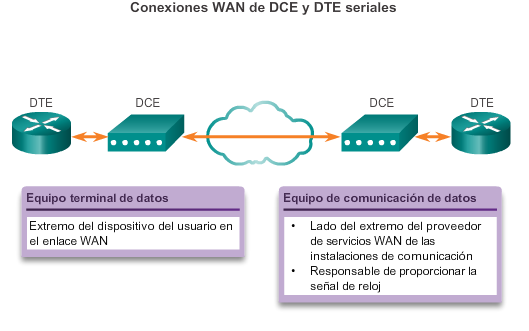 Conexiones WAN de DCE y DTE seriales
DTE
DCE
DCE
DTE
Equipo terminal de datos
Extremo del dispositivo del usuario en
el enlace WAN
Equipo de comunicación de datos
• Lado del extremo del proveedor
de servicios WAN de las
instalaciones de comunicación
• Responsable de proporcionar la
señal de reloj